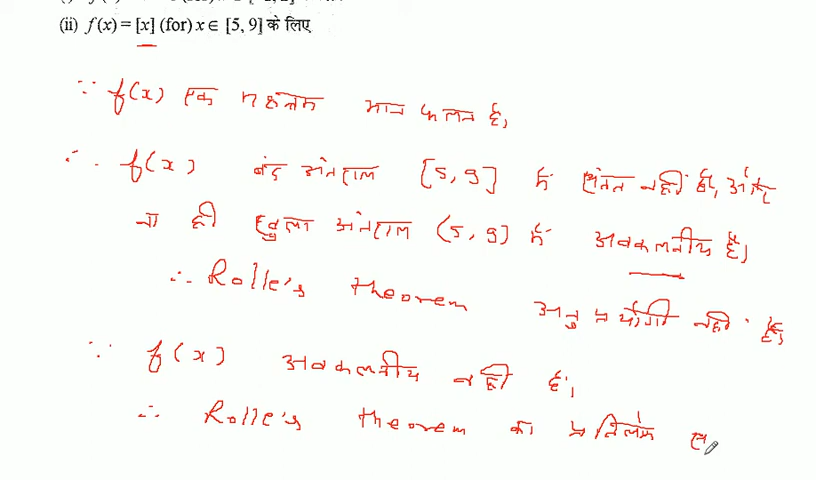 (ii) f(x) = [x] (for) x ∈ [5, 9] के लिए
∵ f(x) एक महत्तम मान फलन है,
∴ f(x) बंद अंतराल [5, 9] में संतत नहीं है, और
ना ही खुला अंतराल (5, 9) में अवकलनीय है।
∴ Rolle's theorem अनुप्रयोगी नहीं है,
∵ f(x) अवकलनीय नहीं है,
∴ Rolle's theorem का प्रतिलोम